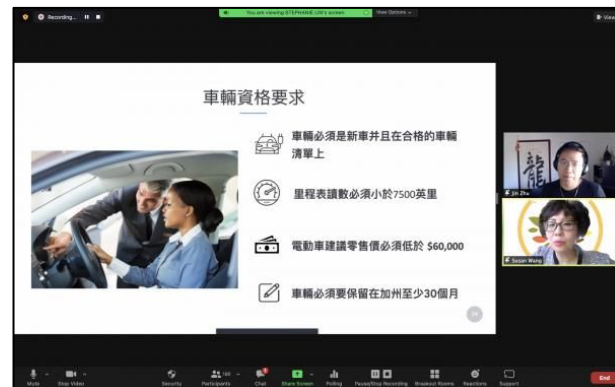 Recording...
You are viewing STEPHANIE LIM's screen
View Options
View
車輛資格要求
車輛必須是新車并且在合格的車輛
清單上
里程表讀數必須小於7500英里
電動車建議零售價必須低於 $60,000
車輛必須要保留在加州至少30個月
龍
Jin Zhu
Susan Wang
Mute
Stop Video
Security
Participants
Chat
Share Screen
Polling
Pause/Stop Recording
Breakout Rooms
Reactions
Support
End